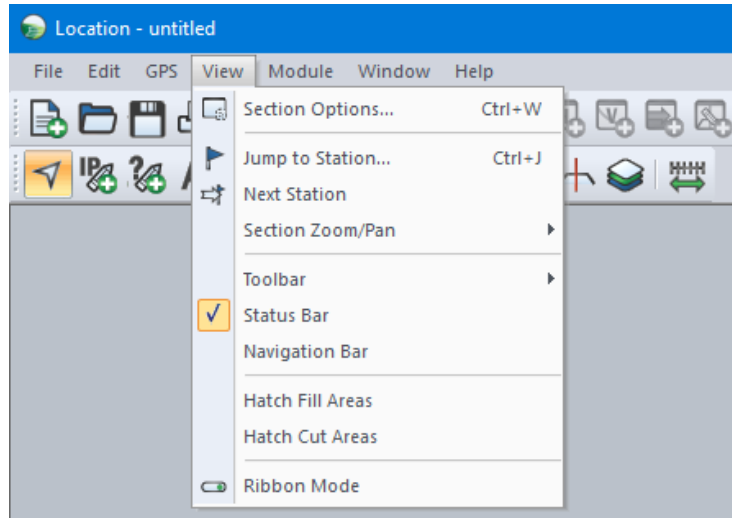 Location - untitled
File Edit GPS View Module Window Help
Section Options... Ctrl+W
Jump to Station... Ctrl+J
IP ?
Next Station
Section Zoom/Pan
Toolbar
Status Bar
Navigation Bar
Hatch Fill Areas
Hatch Cut Areas
Ribbon Mode